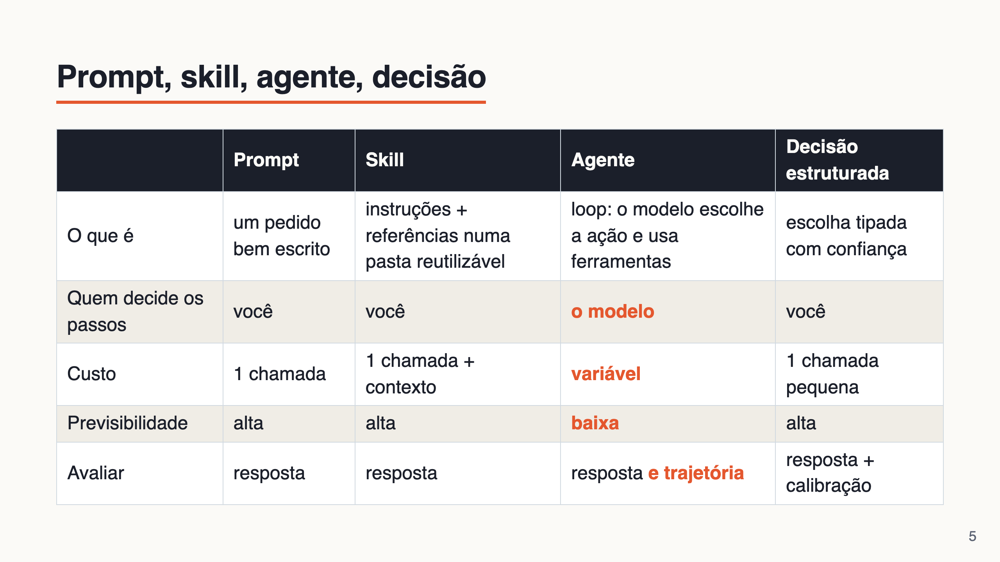 Prompt, skill, agente, decisão
Prompt
Skill
Agente
Decisão
estruturada
O que é
um pedido
bem escrito
instruções +
referências numa
pasta reutilizável
loop: o modelo escolhe
a ação e usa
ferramentas
escolha tipada
com confiança
Quem decide os
passos
você
você
o modelo
você
Custo
1 chamada
1 chamada +
contexto
variável
1 chamada
pequena
Previsibilidade
alta
alta
baixa
alta
Avaliar
resposta
resposta
resposta e trajetória
resposta +
calibração
5